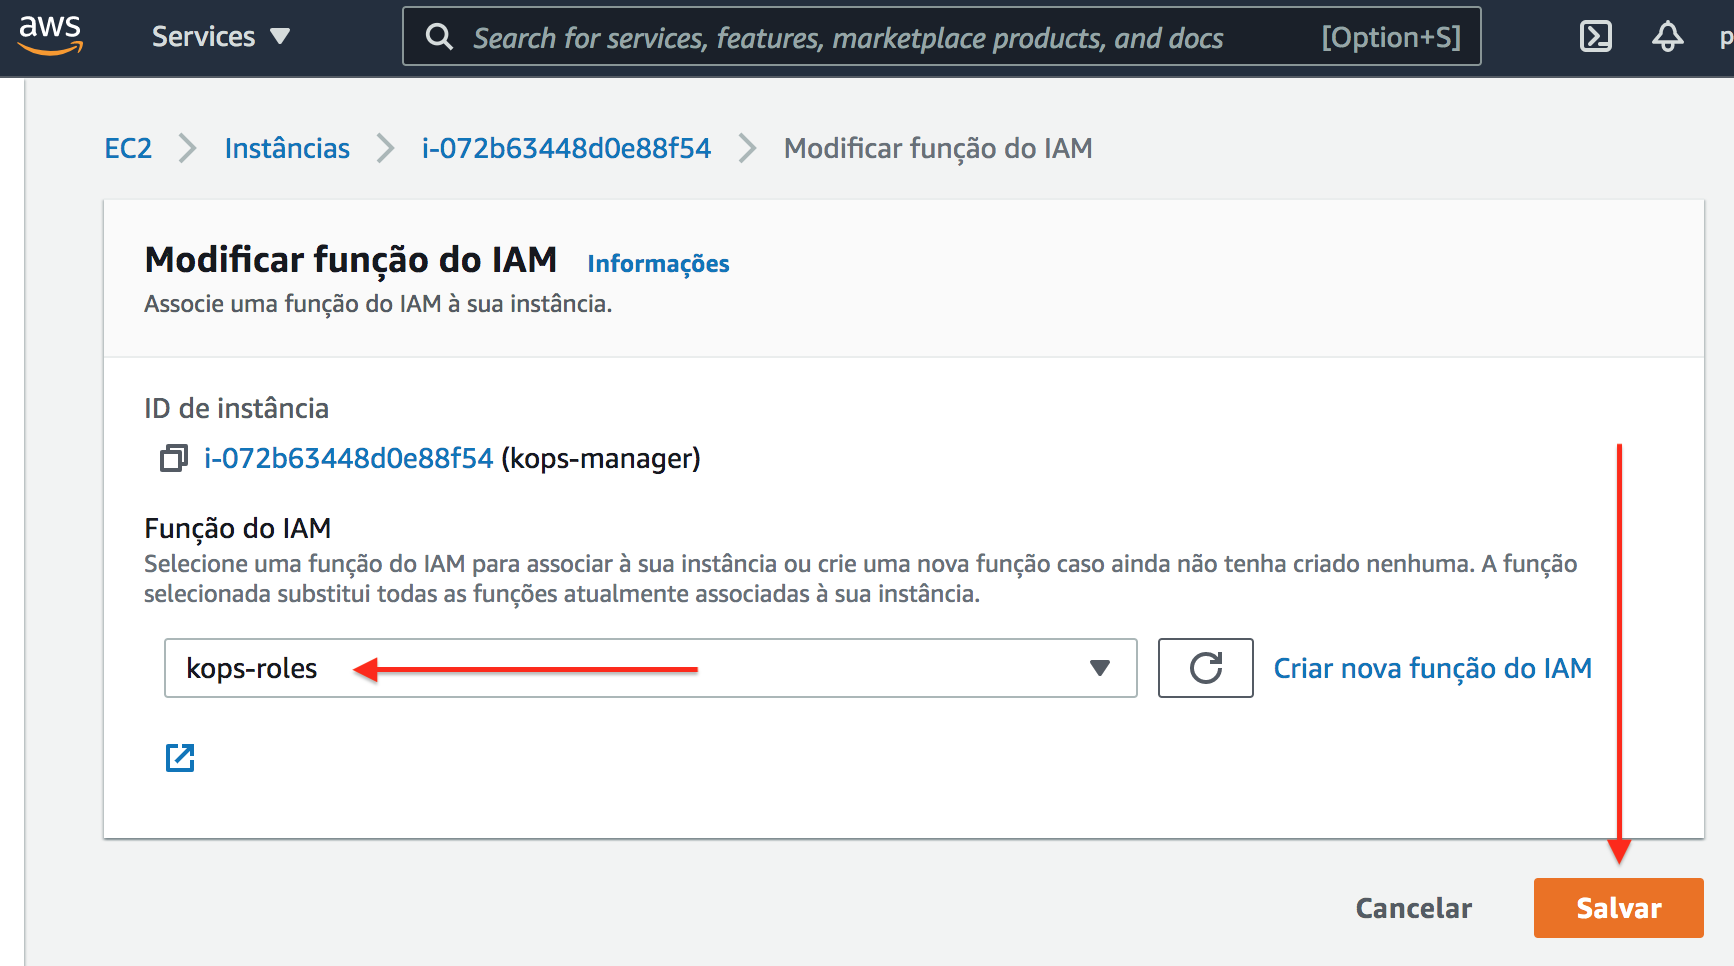 aws Services Search for services, features, marketplace products, and docs [Option+S] p
EC2 Instâncias i-072b63448d0e88f54 Modificar função do IAM
Modificar função do IAM Informações
Associe uma função do IAM à sua instância.
ID de instância
i-072b63448d0e88f54 (kops-manager)
Função do IAM
Selecione uma função do IAM para associar à sua instância ou crie uma nova função caso ainda não tenha criado nenhuma. A função
selecionada substitui todas as funções atualmente associadas à sua instância.
kops-roles Criar nova função do IAM
Cancelar Salvar